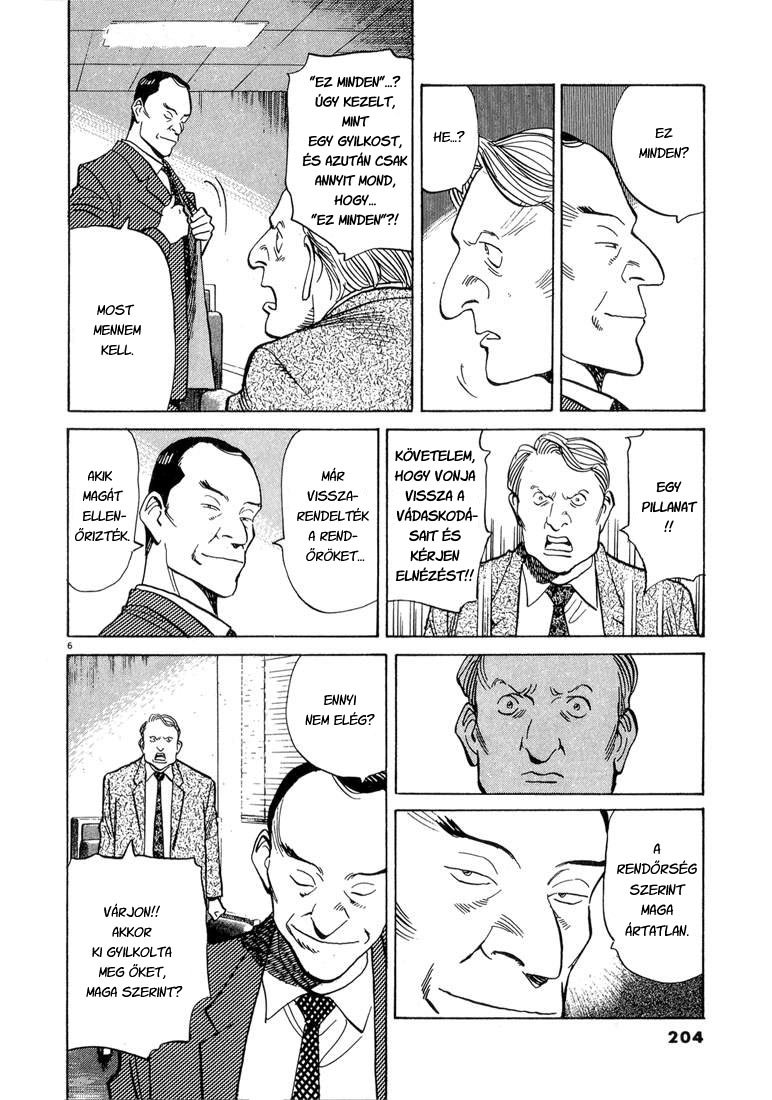 EZ
MINDEN?
HE...?
"EZ MINDEN"...?
ÚGY KEZELT,
MINT
EGY GYILKOST,
ÉS AZUTÁN CSAK
ANNYIT MOND,
HOGY...
"EZ MINDEN"?!
MOST
MENNEM
KELL.
EGY
PILLANAT
!!
KÖVETELEM,
HOGY VONJA
VISSZA A
VÁDASKODÁ-
SAIT ÉS
KÉRJEN
ELNÉZÉST!!
MÁR
VISSZA-
RENDELTÉK
A REND-
ŐRÖKET...
AKIK
MAGÁT
ELLEN-
ŐRIZTÉK.
6
A
RENDŐRSÉG
SZERINT
MAGA
ÁRTATLAN.
ENNYI
NEM ELÉG?
VÁRJON!!
AKKOR
KI GYILKOLTA
MEG ŐKET,
MAGA SZERINT?
204